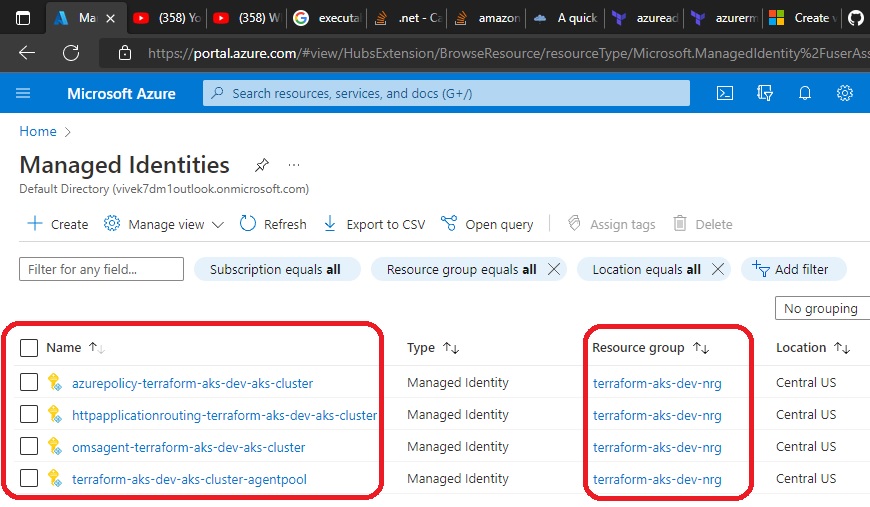 Ma
(358) Yo
(358) W
executal
.net - Ca
amazon
A quick
azuread
azurerm
Create v
https://portal.azure.com/#view/HubsExtension/BrowseResource/resourceType/Microsoft.ManagedIdentity%2FuserAss
Microsoft Azure
Search resources, services, and docs (G+/)
Home
Managed Identities
Default Directory (vivek7dm1outlook.onmicrosoft.com)
Create Manage view Refresh Export to CSV Open query Assign tags Delete
Filter for any field... Subscription equals all Resource group equals all Location equals all Add filter
No grouping
Name Type Resource group Location
azurepolicy-terraform-aks-dev-aks-cluster Managed Identity terraform-aks-dev-nrg Central US
httpapplicationrouting-terraform-aks-dev-aks-cluster Managed Identity terraform-aks-dev-nrg Central US
omsagent-terraform-aks-dev-aks-cluster Managed Identity terraform-aks-dev-nrg Central US
terraform-aks-dev-aks-cluster-agentpool Managed Identity terraform-aks-dev-nrg Central US